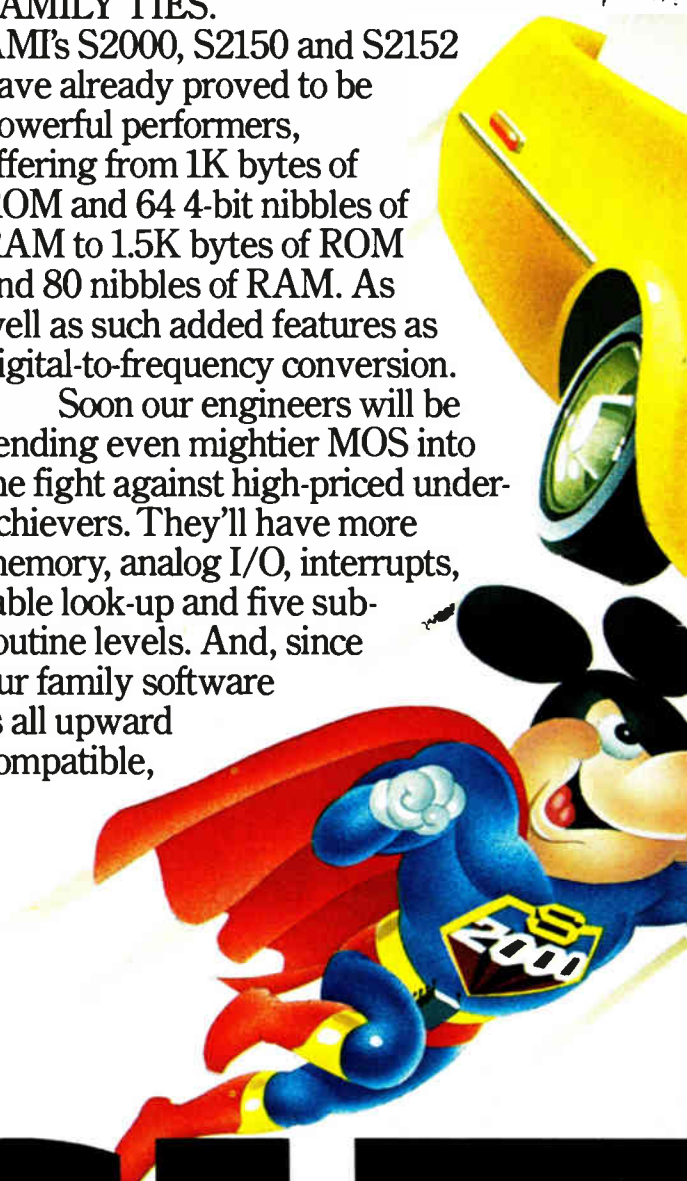 AMILY TIES.
AMI's S2000, S2150 and S2152
ave already proved to be
owerful performers,
ffering from 1K bytes of
OM and 64 4-bit nibbles of
RAM to 1.5K bytes of ROM
nd 80 nibbles of RAM. As
well as such added features as
igital-to-frequency conversion.
Soon our engineers will be
ending even mightier MOS into
he fight against high-priced under-
chievers. They'll have more
memory, analog I/O, interrupts,
able look-up and five sub-
outine levels. And, since
ur family software
s all upward
ompatible,
S
2000